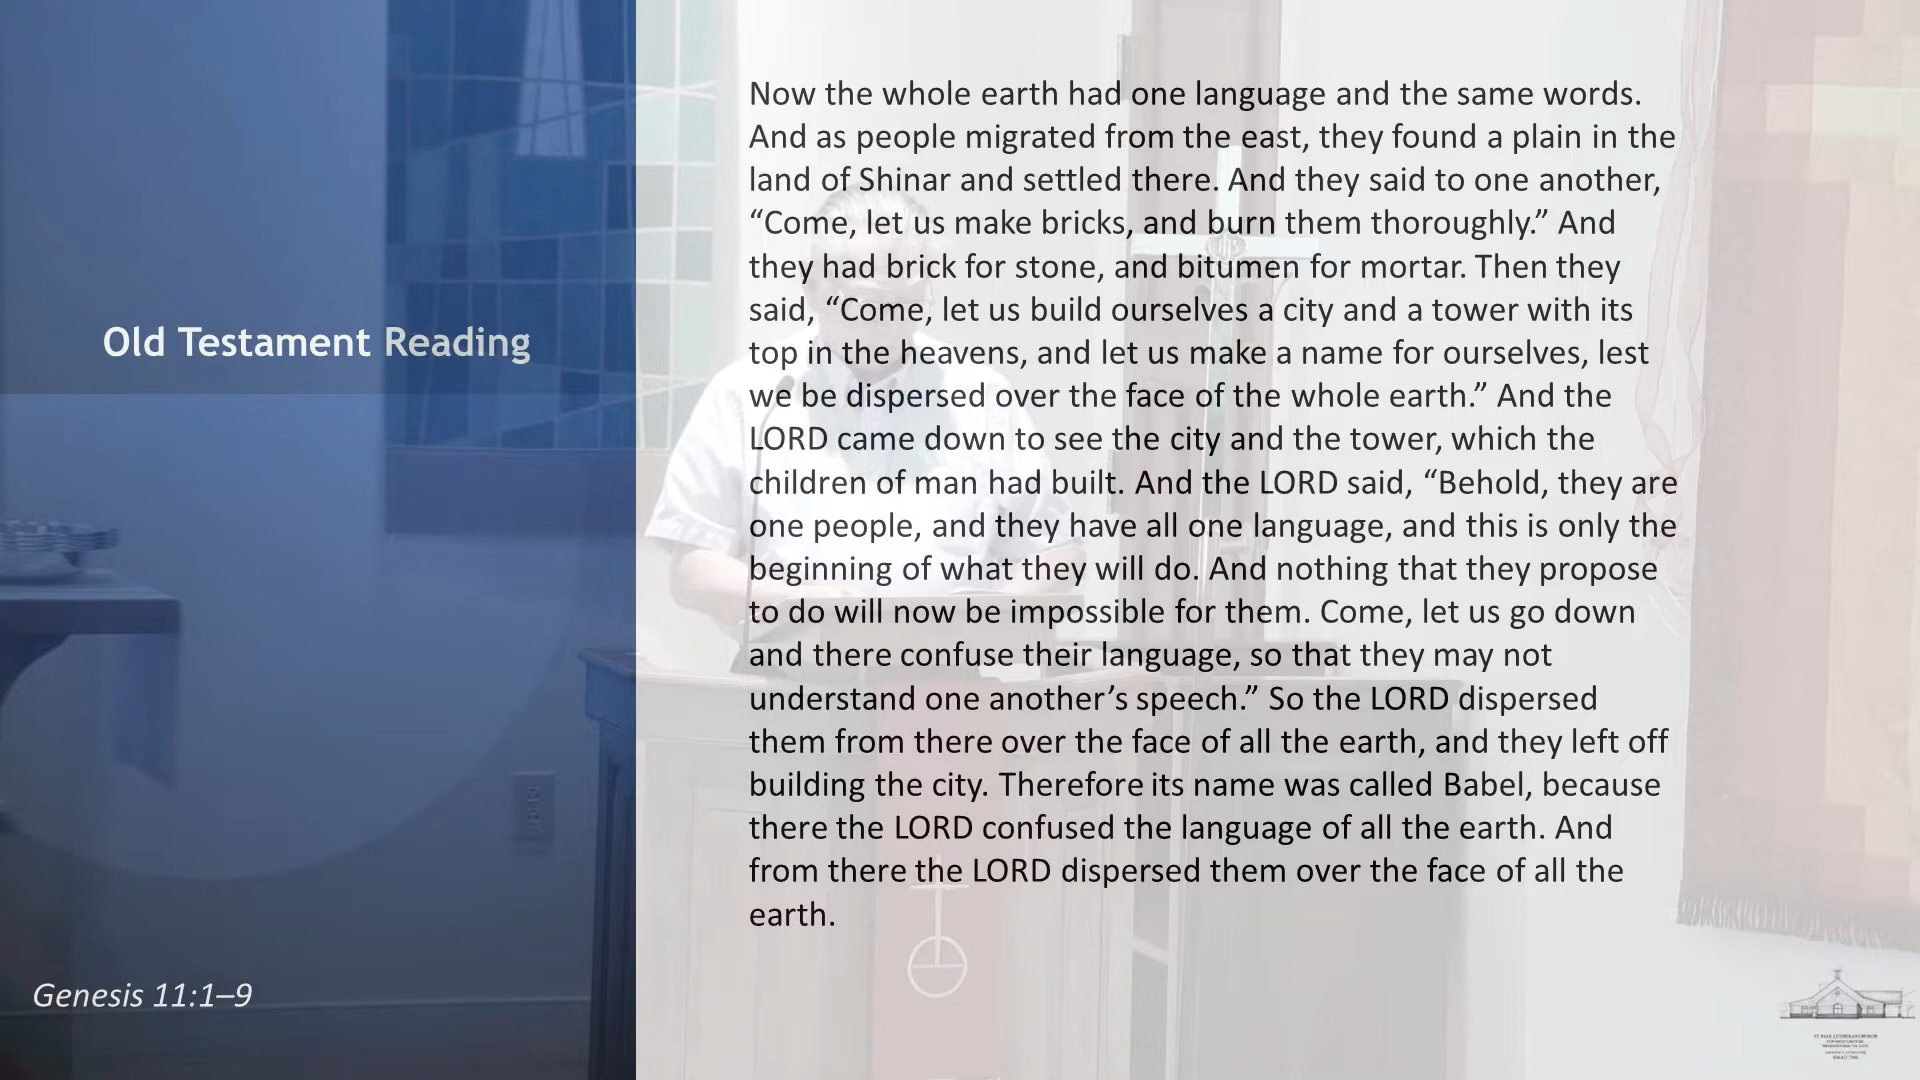 Old Testament Reading
Genesis 11:1–9
Now the whole earth had one language and the same words.
And as people migrated from the east, they found a plain in the
land of Shinar and settled there. And they said to one another,
“Come, let us make bricks, and burn them thoroughly.” And
they had brick for stone, and bitumen for mortar. Then they
said, “Come, let us build ourselves a city and a tower with its
top in the heavens, and let us make a name for ourselves, lest
we be dispersed over the face of the whole earth.” And the
LORD came down to see the city and the tower, which the
children of man had built. And the LORD said, “Behold, they are
one people, and they have all one language, and this is only the
beginning of what they will do. And nothing that they propose
to do will now be impossible for them. Come, let us go down
and there confuse their language, so that they may not
understand one another’s speech.” So the LORD dispersed
them from there over the face of all the earth, and they left off
building the city. Therefore its name was called Babel, because
there the LORD confused the language of all the earth. And
from there the LORD dispersed them over the face of all the
earth.
ST. PAUL LUTHERAN CHURCH